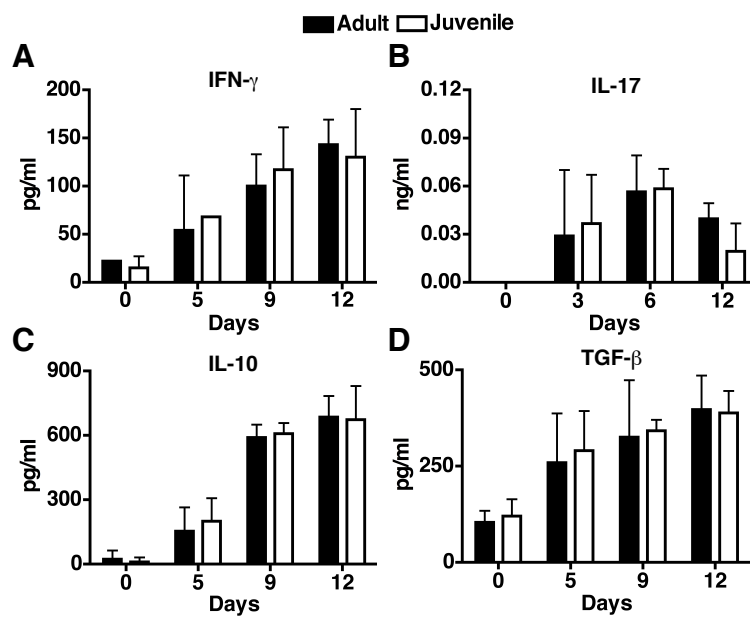 Adult Juvenile
A
IFN-γ
200
150
100
50
0
pg/ml
0 5 9 12
Days
B
IL-17
0.12
0.09
0.06
0.03
0.00
ng/ml
0 3 6 12
Days
C
IL-10
900
600
300
0
pg/ml
0 5 9 12
Days
D
TGF-β
500
250
0
pg/ml
0 5 9 12
Days